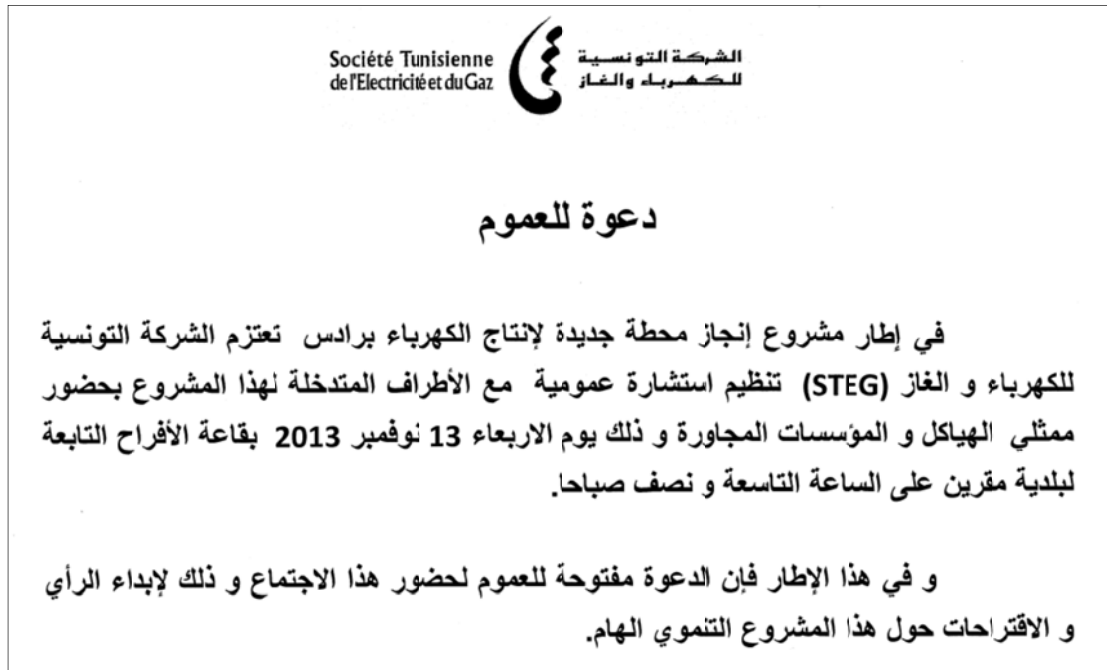 Société Tunisienne
de l'Electricité et du Gaz
الشركة التونسية
للكهرباء والغاز
دعوة للعموم
في إطار مشروع إنجاز محطة جديدة لإنتاج الكهرباء برادس تعتزم الشركة التونسية
للكهرباء و الغاز (STEG) تنظيم استشارة عمومية مع الأطراف المتدخلة لهذا المشروع بحضور
ممثلي الهياكل و المؤسسات المجاورة و ذلك يوم الاربعاء 13 نوفمبر 2013 بقاعة الأفراح التابعة
لبلدية مقرين على الساعة التاسعة و نصف صباحا.
و في هذا الإطار فإن الدعوة مفتوحة للعموم لحضور هذا الاجتماع و ذلك لإبداء الرأي
و الاقتراحات حول هذا المشروع التنموي الهام.